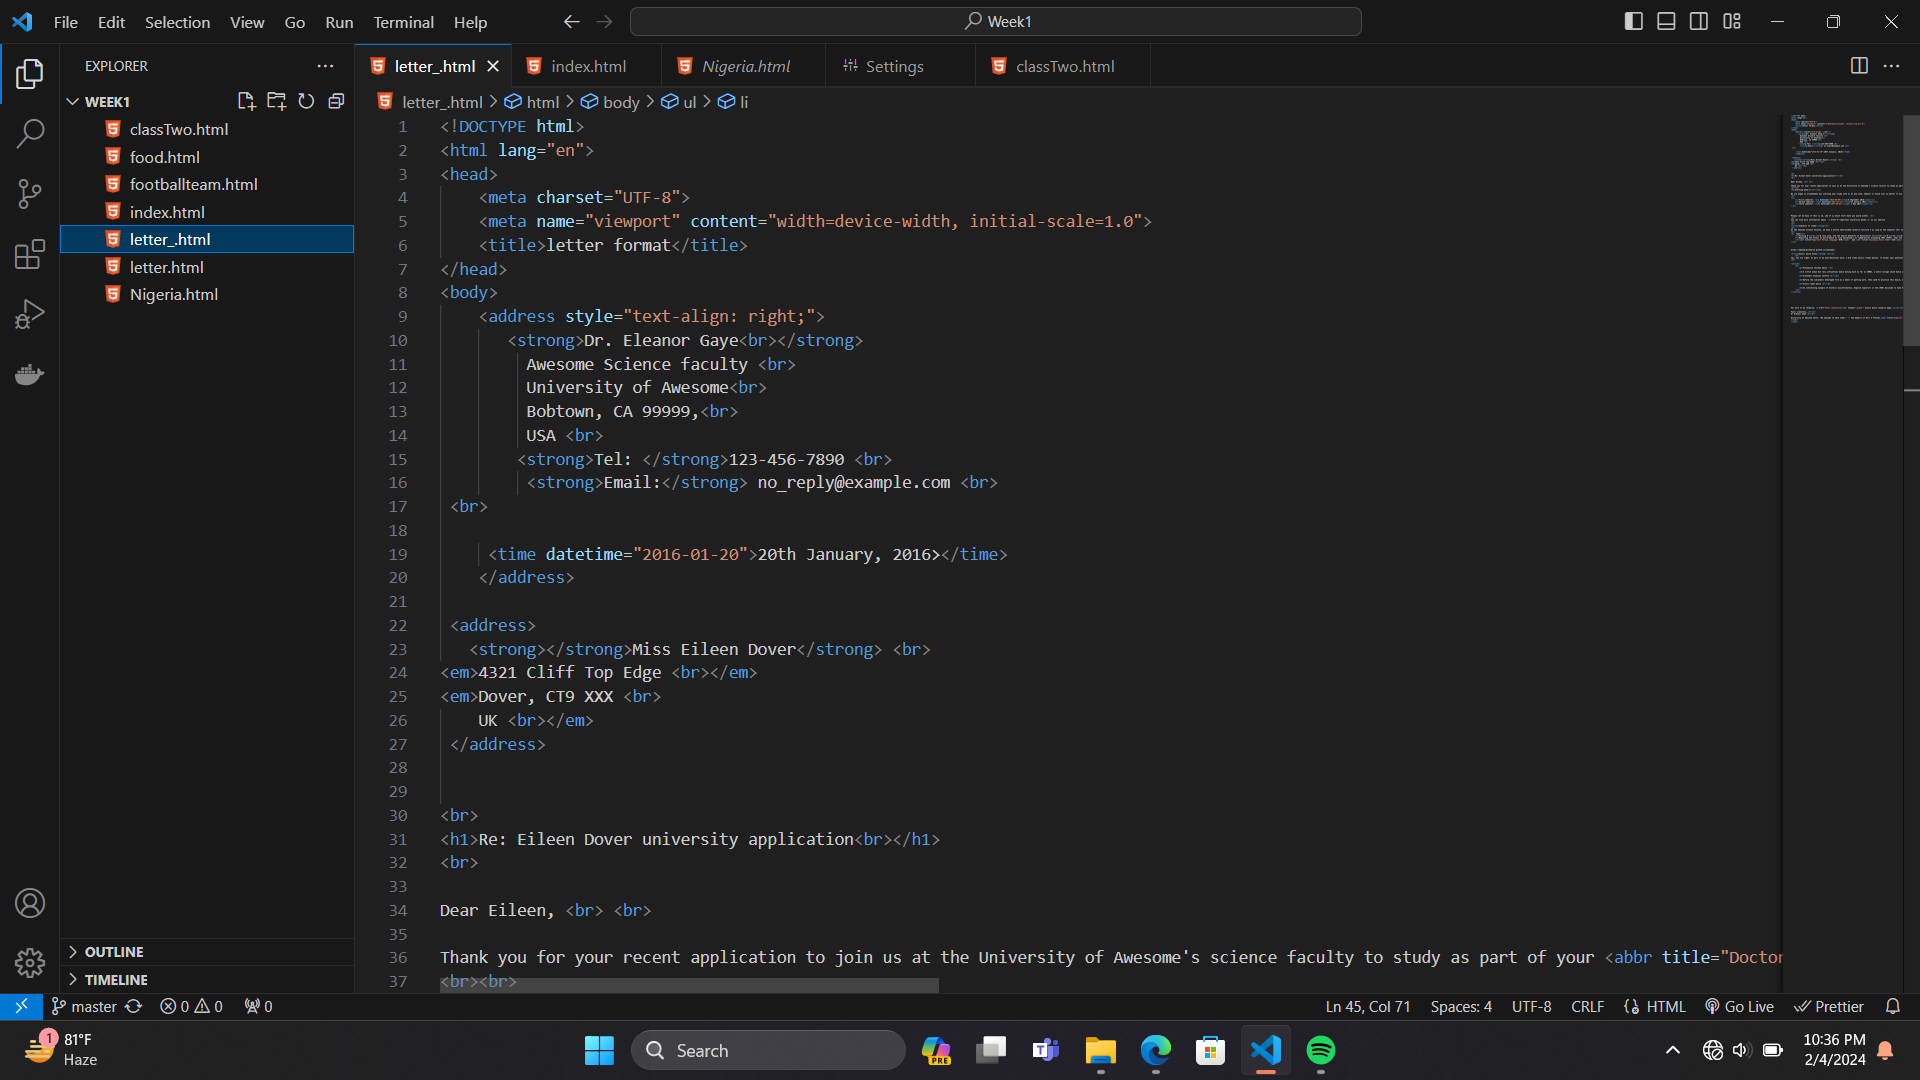 File Edit Selection View Go Run Terminal Help
Week1
EXPLORER
WEEK1
classTwo.html
food.html
footballteam.html
index.html
letter_.html
letter.html
Nigeria.html
OUTLINE
TIMELINE
letter_.html index.html Nigeria.html Settings classTwo.html
letter_.html > html > body > ul > li
1 <!DOCTYPE html>
2 <html lang="en">
3 <head>
4 <meta charset="UTF-8">
5 <meta name="viewport" content="width=device-width, initial-scale=1.0">
6 <title>letter format</title>
7 </head>
8 <body>
9 <address style="text-align: right;">
10 <strong>Dr. Eleanor Gaye<br></strong>
11 Awesome Science faculty <br>
12 University of Awesome<br>
13 Bobtown, CA 99999,<br>
14 USA <br>
15 <strong>Tel: </strong>123-456-7890 <br>
16 <strong>Email:</strong> no_reply@example.com <br>
17 <br>
18
19 <time datetime="2016-01-20">20th January, 2016></time>
20 </address>
21
22 <address>
23 <strong></strong>Miss Eileen Dover</strong> <br>
24 <em>4321 Cliff Top Edge <br></em>
25 <em>Dover, CT9 XXX <br>
26 UK <br></em>
27 </address>
28
29
30 <br>
31 <h1>Re: Eileen Dover university application<br></h1>
32 <br>
33
34 Dear Eileen, <br> <br>
35
36 Thank you for your recent application to join us at the University of Awesome's science faculty to study as part of your <abbr title="Doctor
37 <br><br>
master 0 0 0
Ln 45, Col 71 Spaces: 4 UTF-8 CRLF {} HTML Go Live Prettier
1 81°F
Haze
Search
PRE
10:36 PM
2/4/2024